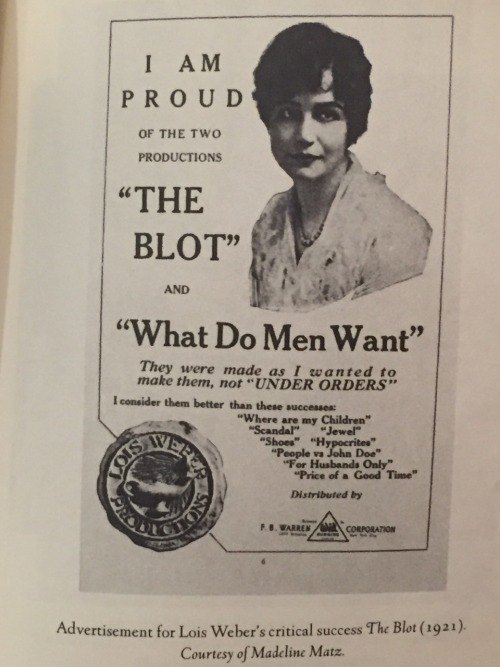 I AM
PROUD
OF THE TWO
PRODUCTIONS
“THE
BLOT”
AND
“What Do Men Want”
They were made as I wanted to
make them, not “UNDER ORDERS”
I consider them better than these successes:
“Where are my Children”
“Scandal” “Jewel”
“Shoes” “Hypocrites”
“People vs John Doe”
“For Husbands Only”
“Price of a Good Time”
LOIS WEBER
PRODUCTIONS
Distributed by
F. B. WARREN CORPORATION
6
Advertisement for Lois Weber's critical success The Blot (1921).
Courtesy of Madeline Matz.